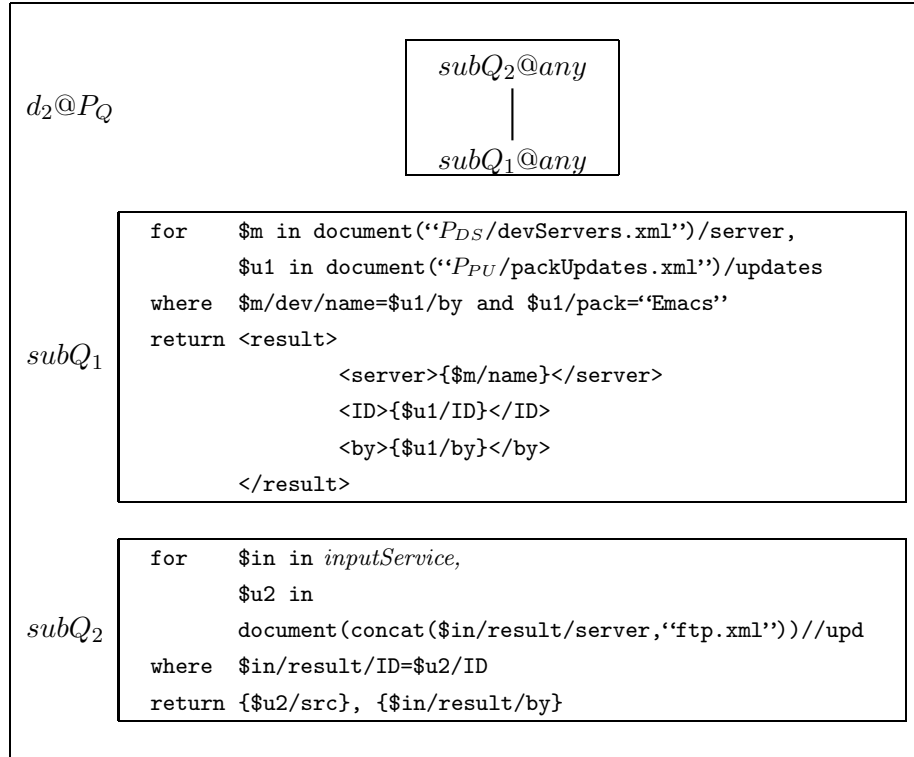 subQ₂@any
d₂@P_Q
subQ₁@any
for $m in document(“P_DS/devServers.xml”)/server,
$u1 in document(“P_PU/packUpdates.xml”)/updates
where $m/dev/name=$u1/by and $u1/pack=“Emacs”
return <result>
subQ₁
<server>{$m/name}</server>
<ID>{$u1/ID}</ID>
<by>{$u1/by}</by>
</result>
for $in in inputService,
$u2 in
subQ₂
document(concat($in/result/server,“ftp.xml”))//upd
where $in/result/ID=$u2/ID
return {$u2/src}, {$in/result/by}